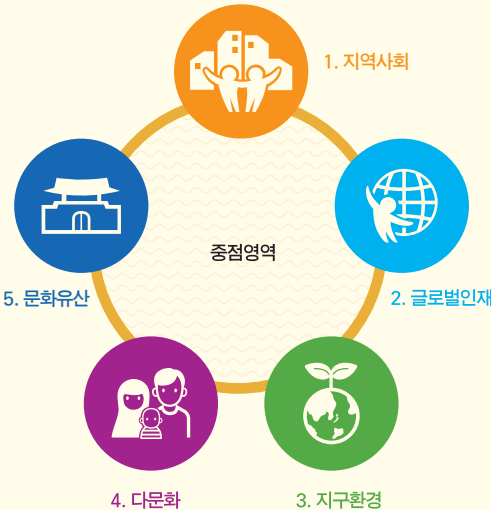 1. 지역사회
중점영역
5. 문화유산
2. 글로벌인재
4. 다문화
3. 지구환경